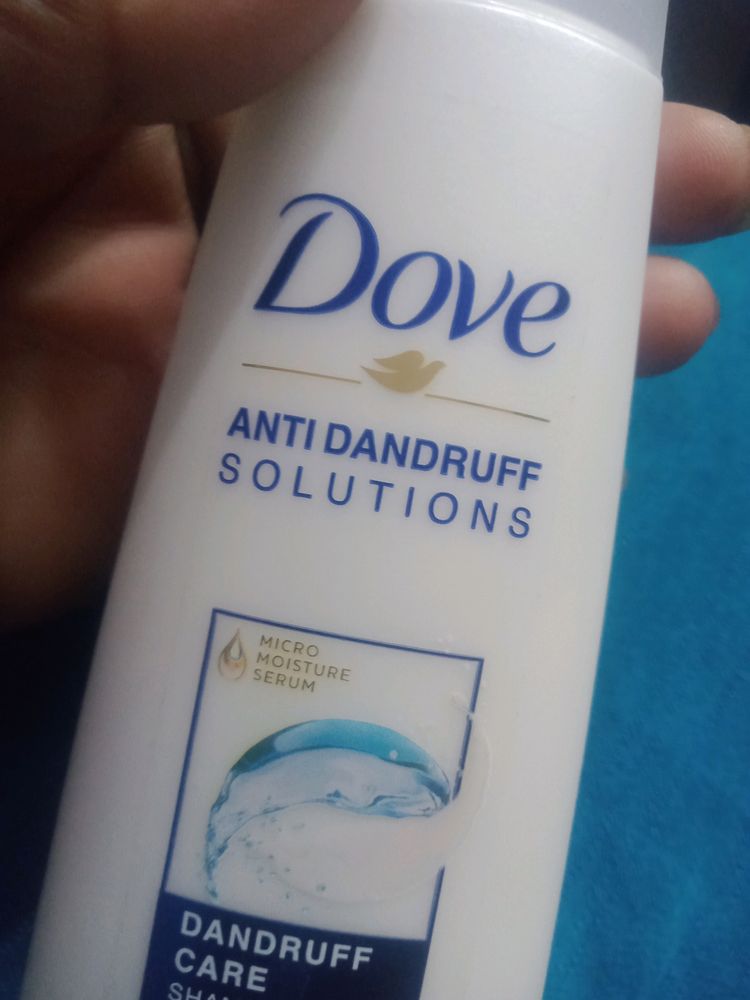 Dove
ANTI DANDRUFF
SOLUTIONS
MICRO
MOISTURE
SERUM
DANDRUFF
CARE